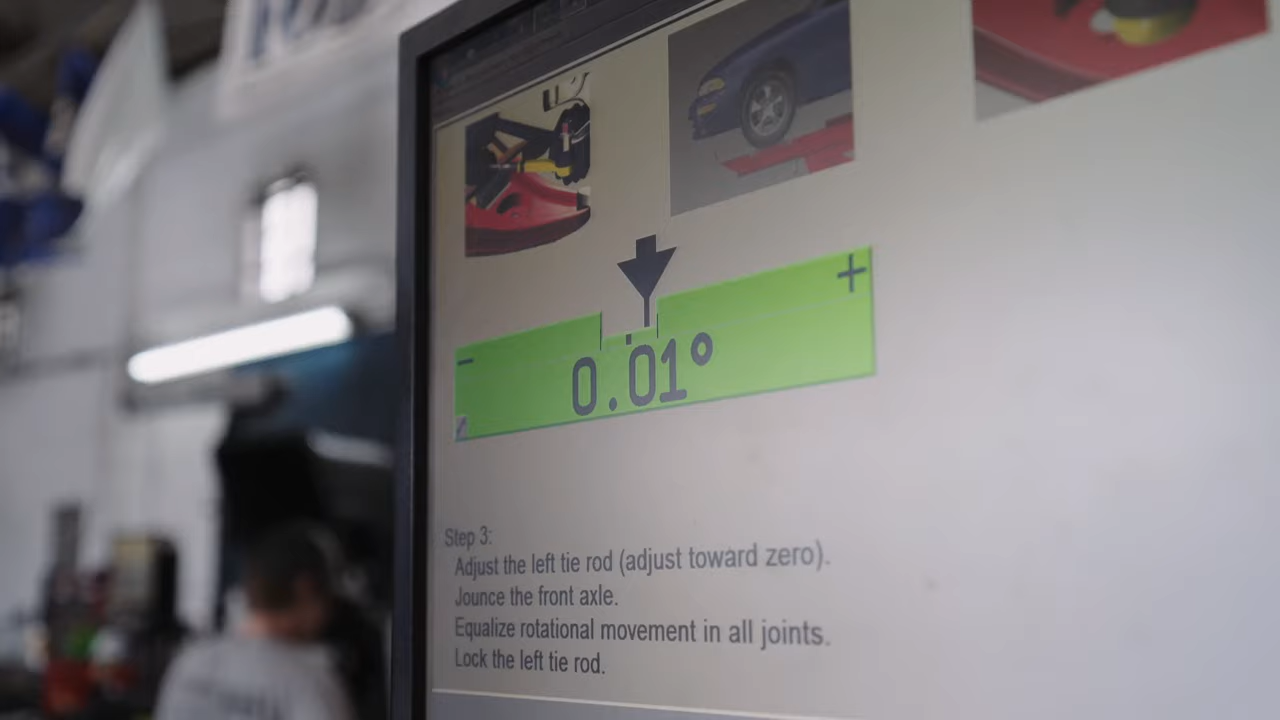 - +
0.01°
Step 3:
Adjust the left tie rod (adjust toward zero).
Jounce the front axle.
Equalize rotational movement in all joints.
Lock the left tie rod.